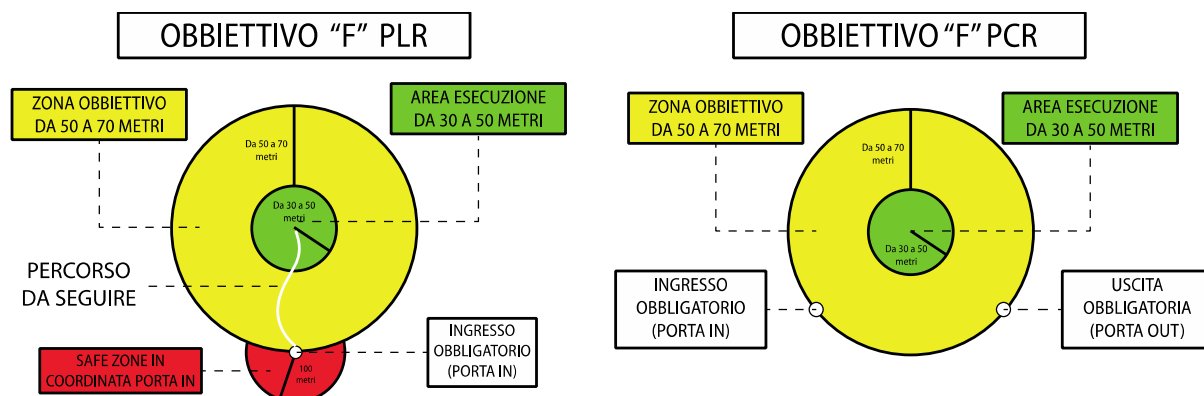 OBBIETTIVO “F” PLR
ZONA OBBIETTIVO
DA 50 A 70 METRI
AREA ESECUZIONE
DA 30 A 50 METRI
Da 50 a 70
metri
Da 30 a 50
metri
PERCORSO
DA SEGUIRE
INGRESSO
OBBLIGATORIO
(PORTA IN)
SAFE ZONE IN
COORDINATA PORTA IN
100
metri
OBBIETTIVO “F” PCR
ZONA OBBIETTIVO
DA 50 A 70 METRI
AREA ESECUZIONE
DA 30 A 50 METRI
Da 50 a 70
metri
Da 30 a 50
metri
INGRESSO
OBBLIGATORIO
(PORTA IN)
USCITA
OBBLIGATORIA
(PORTA OUT)